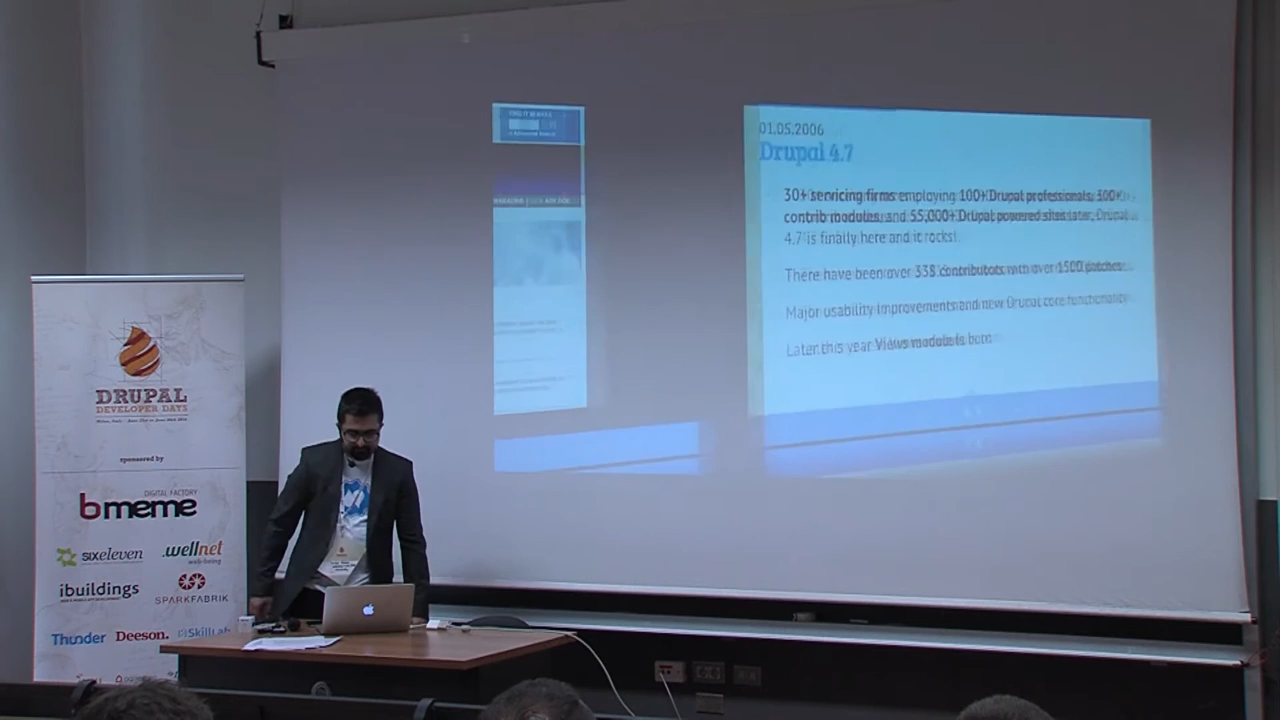 01.05.2006
Drupal 4.7
30+ servicing firms employing 100+ Drupal professionals, 300+
contrib modules, and 55,000+ Drupal powered sites later, Drupal
4.7 is finally here and it rocks!
There have been over 338 contributors with over 1500 patches
Major usability improvements and new Drupal core functionality
Later this year Views module is born
DRUPAL
DEVELOPER DAYS
sponsored by
DIGITAL FACTORY
bmeme
SIXeleven
.wellnet
well-being
ibuildings
SPARKFABRIK
Thunder
Deeson.
SkillLab